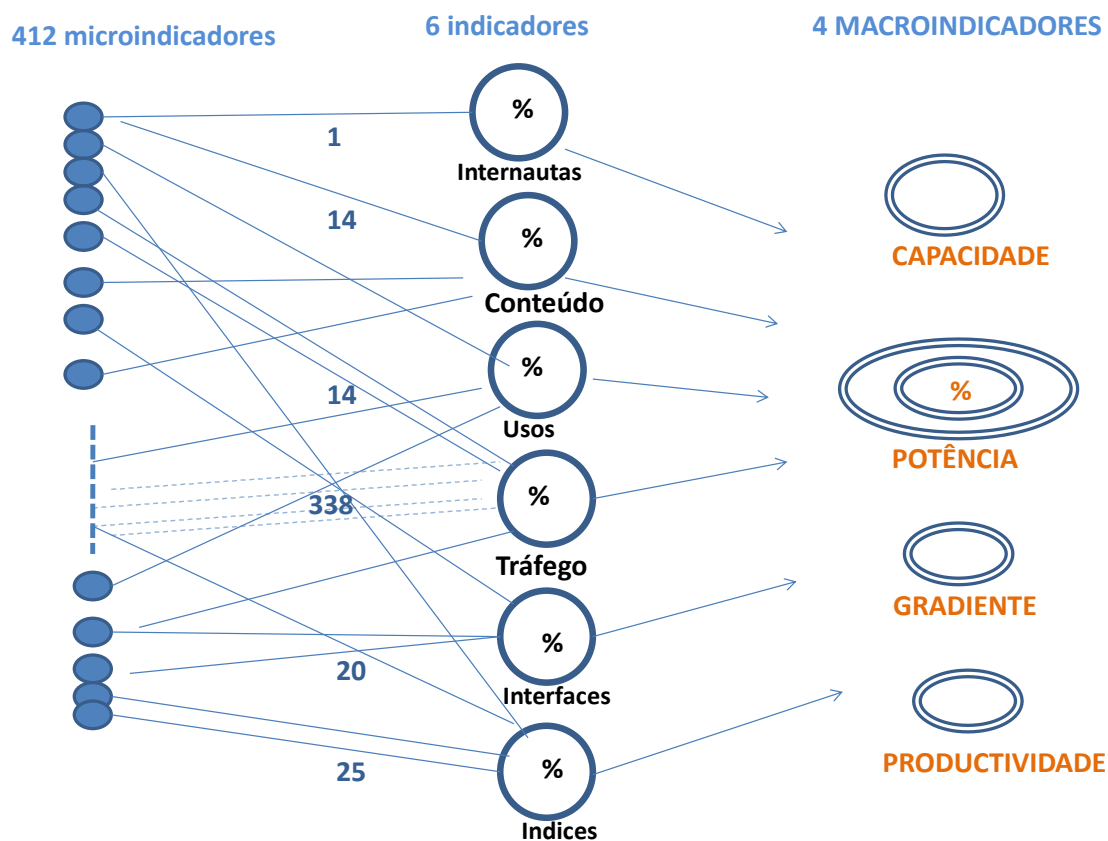 412 microindicadores
6 indicadores
4 MACROINDICADORES
%
1
Internautas
14
%
Conteúdo
14
%
Usos
338
%
Tráfego
20
%
Interfaces
25
%
Indices
CAPACIDADE
%
POTÊNCIA
GRADIENTE
PRODUCTIVIDADE